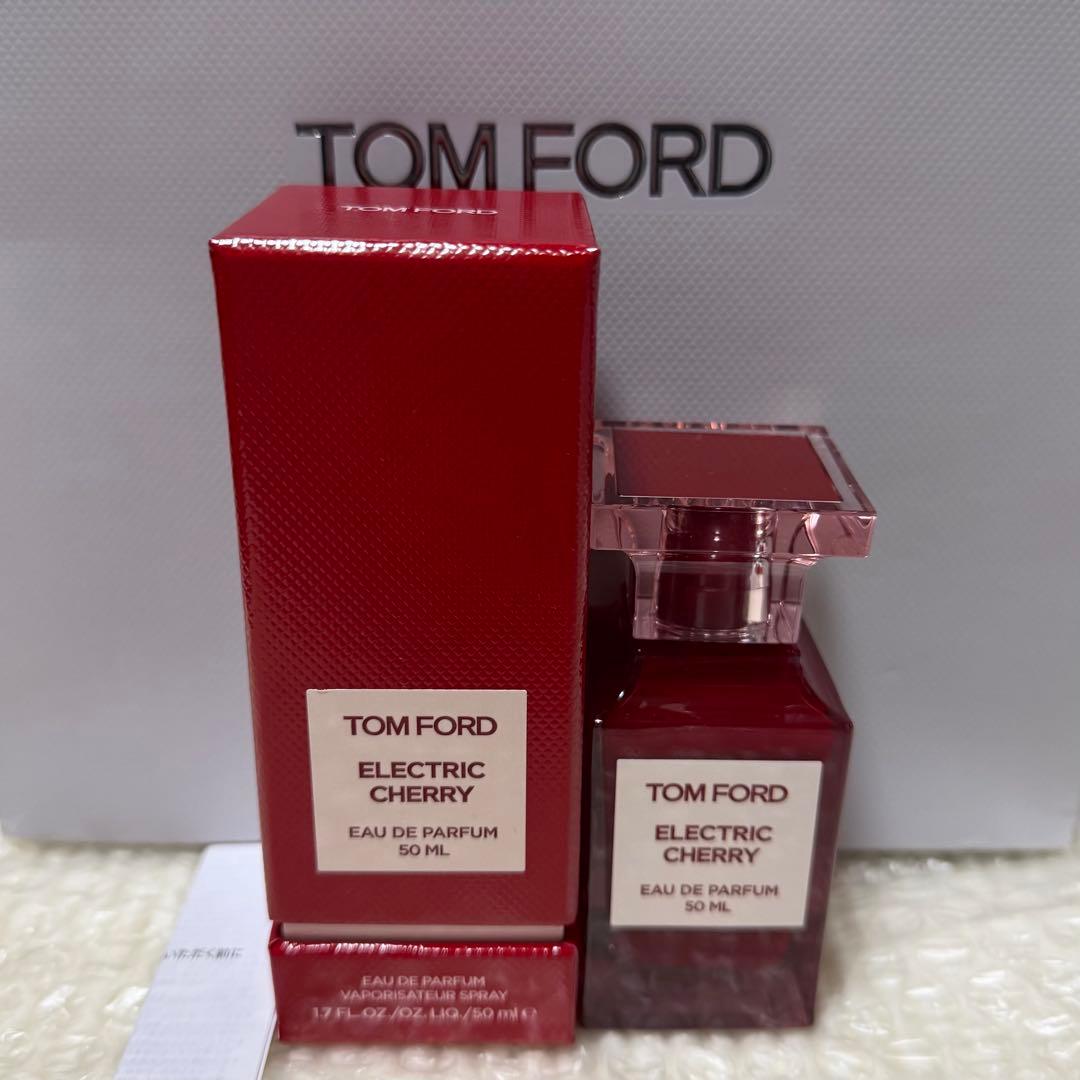 TOM FORD
TOM FORD
TOM FORD
ELECTRIC
CHERRY
EAU DE PARFUM
50 ML
EAU DE PARFUM
VAPORISATEUR SPRAY
1.7 FL.OZ./OZ. LIQ./50 ml e
TOM FORD
ELECTRIC
CHERRY
EAU DE PARFUM
50 ML